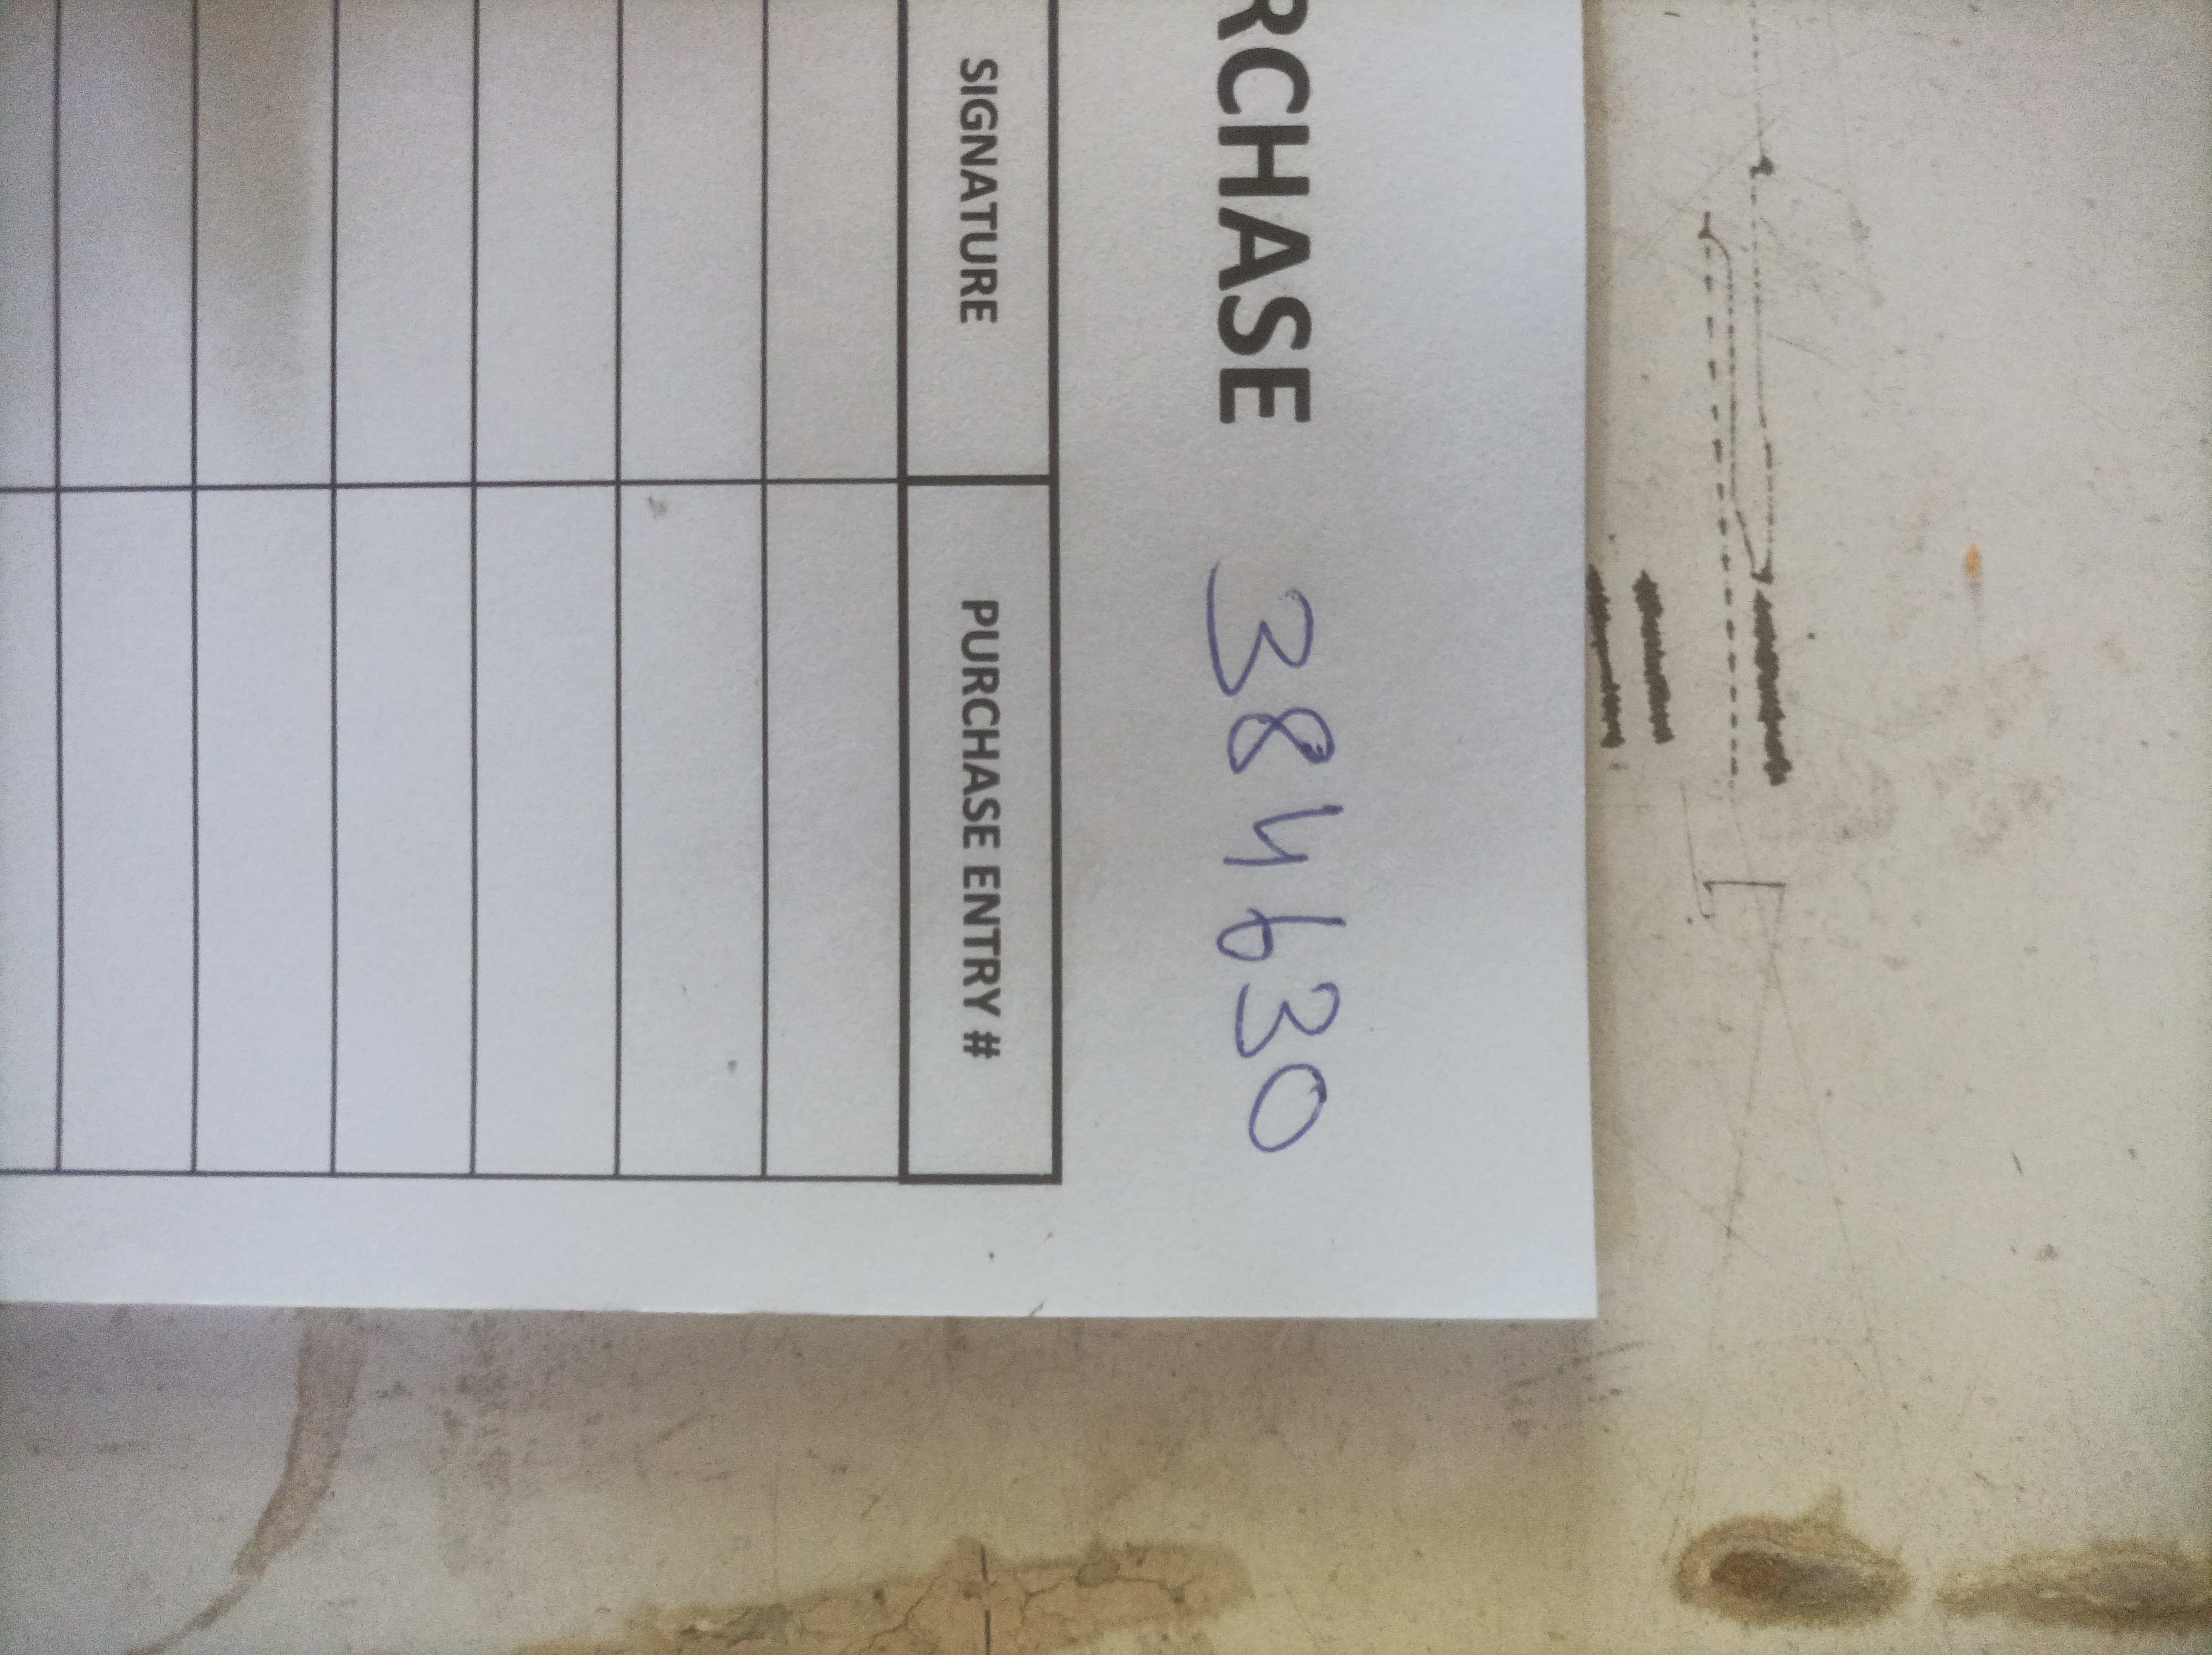 RCHASE 384630
SIGNATURE PURCHASE ENTRY #